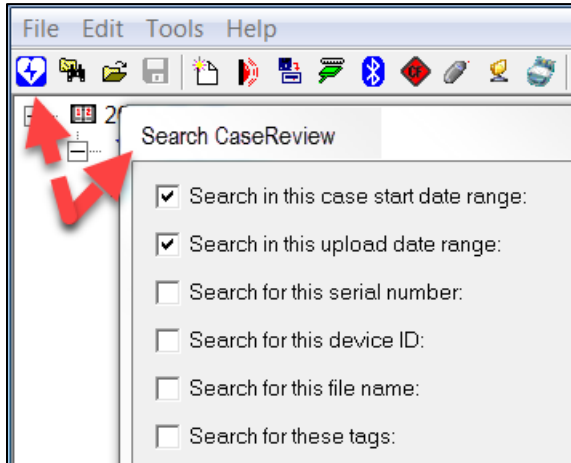 File Edit Tools Help
CF
2
Search CaseReview
Search in this case start date range:
Search in this upload date range:
Search for this serial number:
Search for this device ID:
Search for this file name:
Search for these tags: